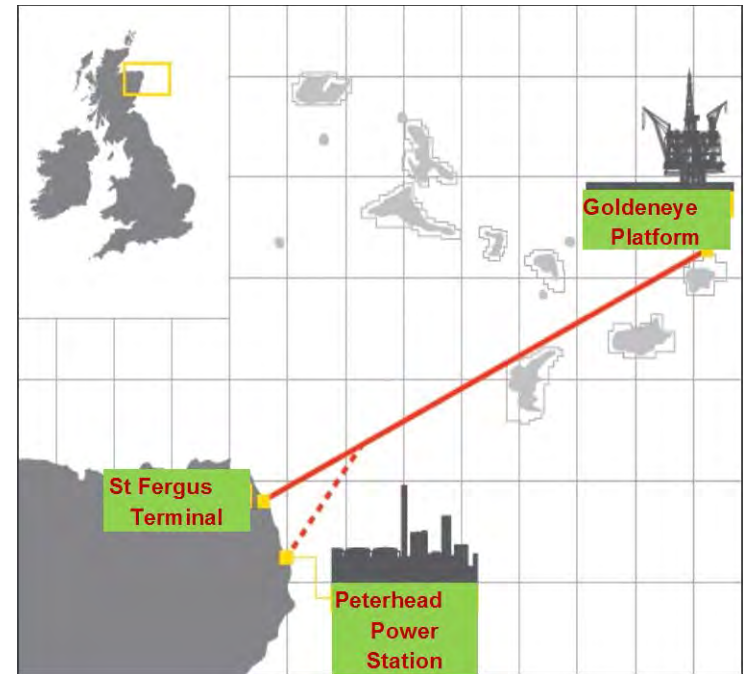 Goldeneye
Platform
St Fergus
Terminal
Peterhead
Power
Station